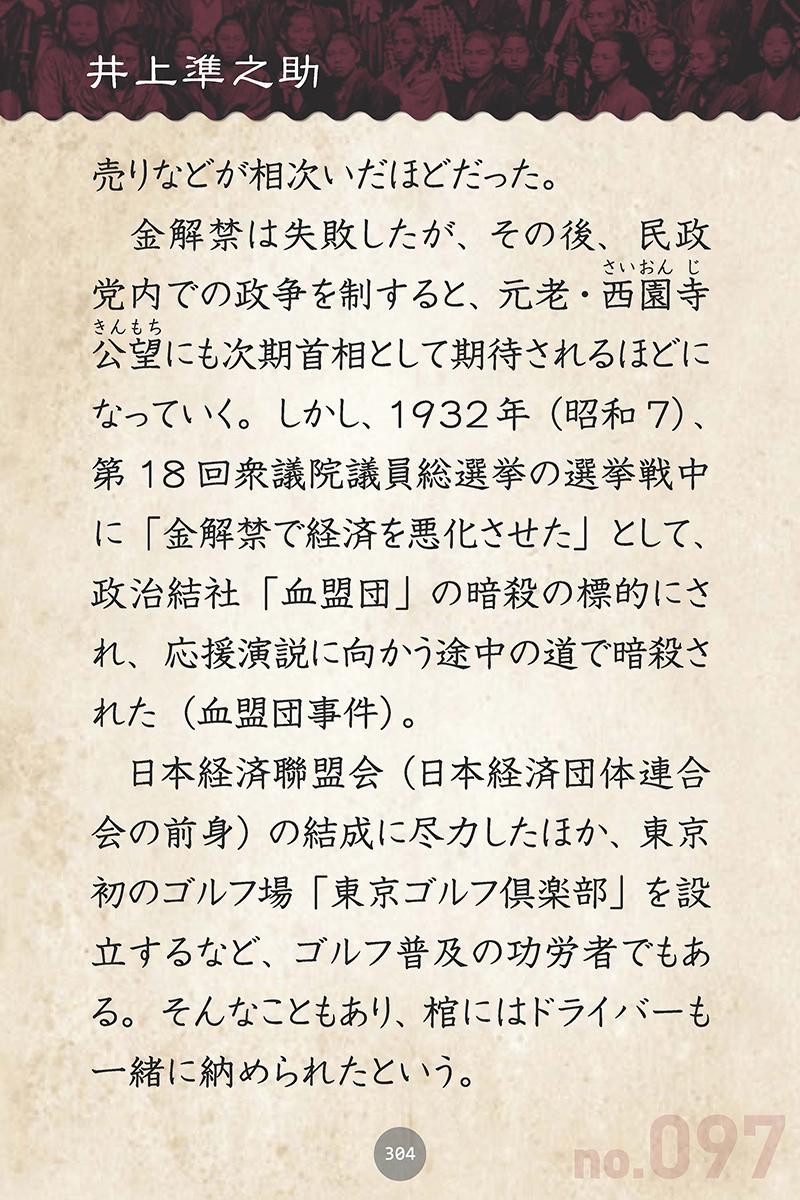 井上準之助
売りなどが相次いだほどだった。
金解禁は失敗したが、その後、民政
さいおん じ
党内での政争を制すると、元老・西園寺
きんもち
公望にも次期首相として期待されるほどに
なっていく。しかし、1932年（昭和7）、
第18回衆議院議員総選挙の選挙戦中
に「金解禁で経済を悪化させた」として、
政治結社「血盟団」の暗殺の標的にさ
れ、応援演説に向かう途中の道で暗殺さ
れた（血盟団事件）。
日本経済聯盟会（日本経済団体連合
会の前身）の結成に尽力したほか、東京
初のゴルフ場「東京ゴルフ倶楽部」を設
立するなど、ゴルフ普及の功労者でもあ
る。そんなこともあり、棺にはドライバーも
一緒に納められたという。
304
no.097